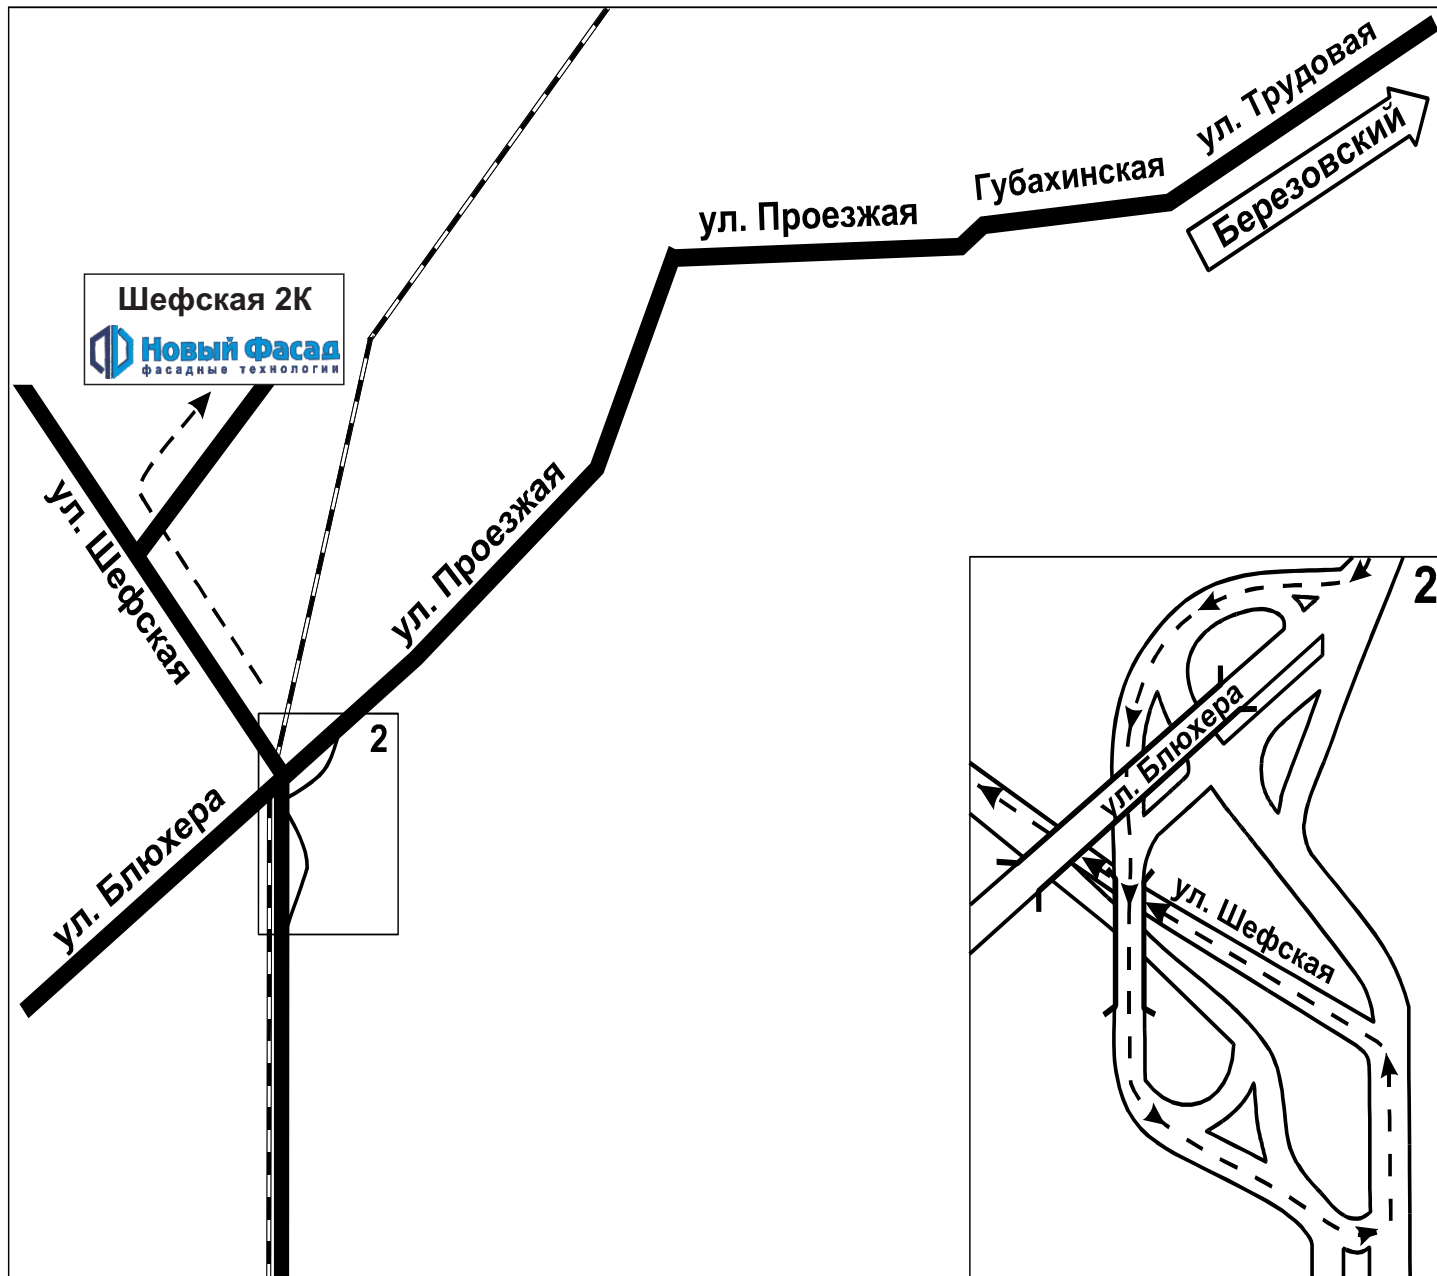 ул. Трудовая
Березовский
Губахинская
ул. Проезжая
Шефская 2К
Новый Фасад
фасадные технологии
ул. Шефская
ул. Проезжая
2
ул. Блюхера
2
ул. Блюхера
ул. Шефская